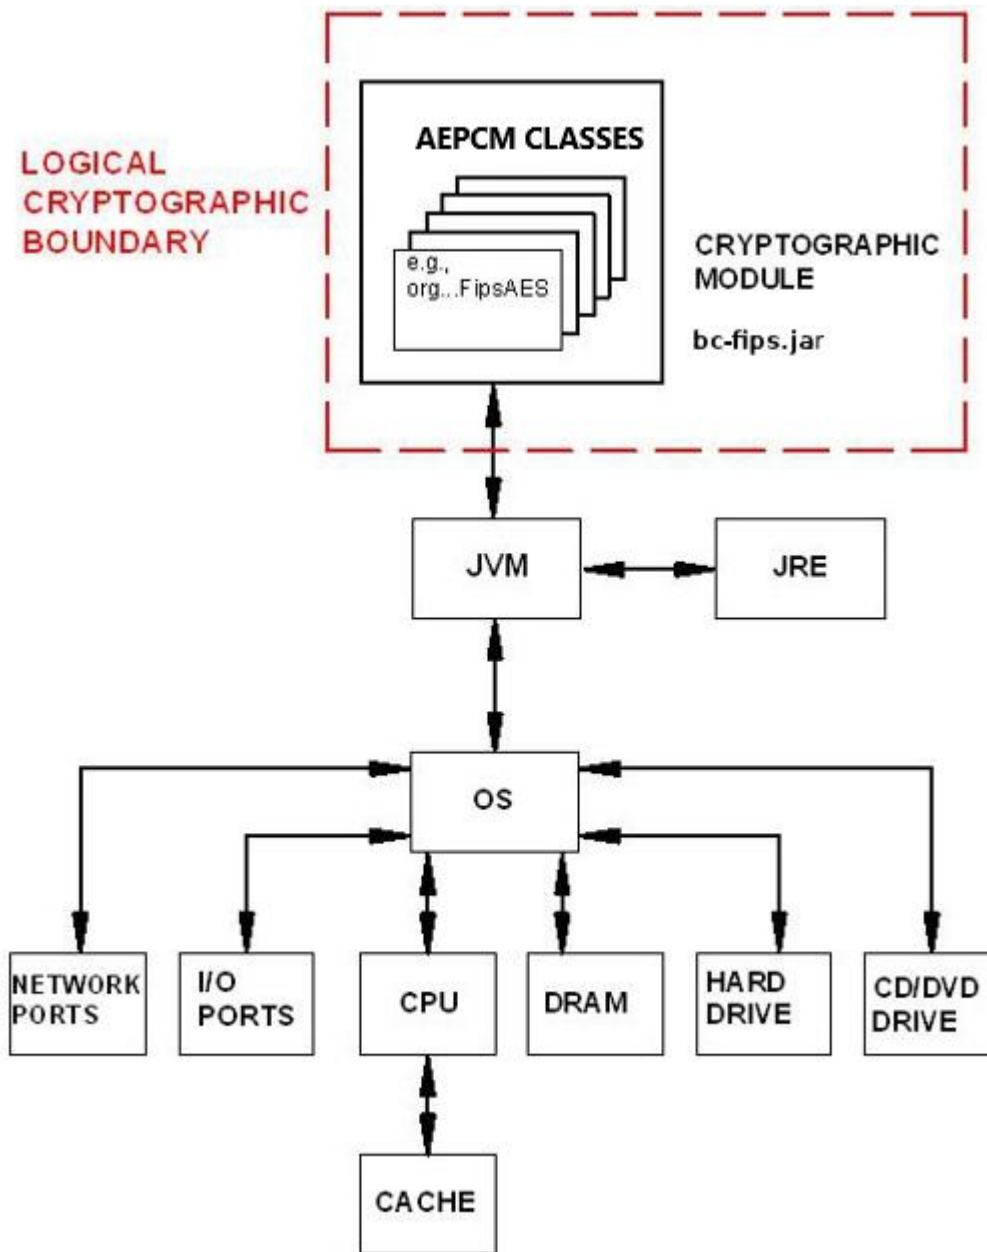 AEPCM CLASSES
LOGICAL
CRYPTOGRAPHIC
BOUNDARY
e.g.,
org...FipsAES
CRYPTOGRAPHIC
MODULE
bc-fips.jar
JVM
JRE
OS
NETWORK
PORTS
I/O
PORTS
CPU
DRAM
HARD
DRIVE
CD/DVD
DRIVE
CACHE